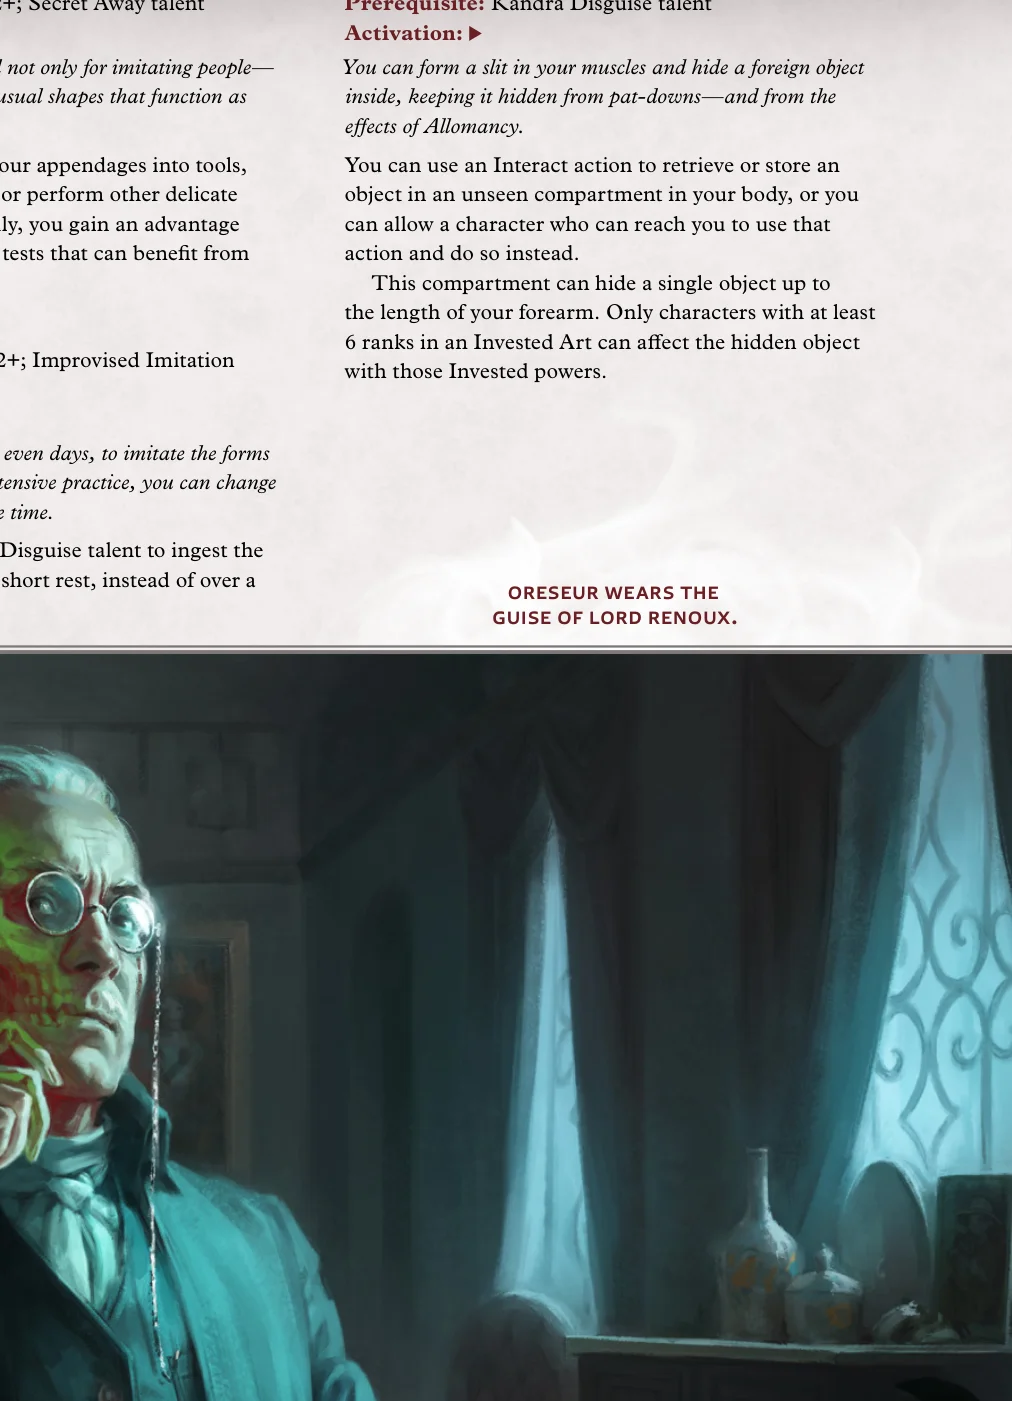 2+; Secret Away talent
not only for imitating people—
usual shapes that function as
our appendages into tools,
or perform other delicate
ly, you gain an advantage
tests that can benefit from
2+; Improvised Imitation
even days, to imitate the forms
tensive practice, you can change
e time.
Disguise talent to ingest the
short rest, instead of over a
Prerequisite: Kandra Disguise talent
Activation: ▶
You can form a slit in your muscles and hide a foreign object
inside, keeping it hidden from pat-downs—and from the
effects of Allomancy.
You can use an Interact action to retrieve or store an
object in an unseen compartment in your body, or you
can allow a character who can reach you to use that
action and do so instead.
This compartment can hide a single object up to
the length of your forearm. Only characters with at least
6 ranks in an Invested Art can affect the hidden object
with those Invested powers.
ORESEUR WEARS THE
GUISE OF LORD RENOUX.